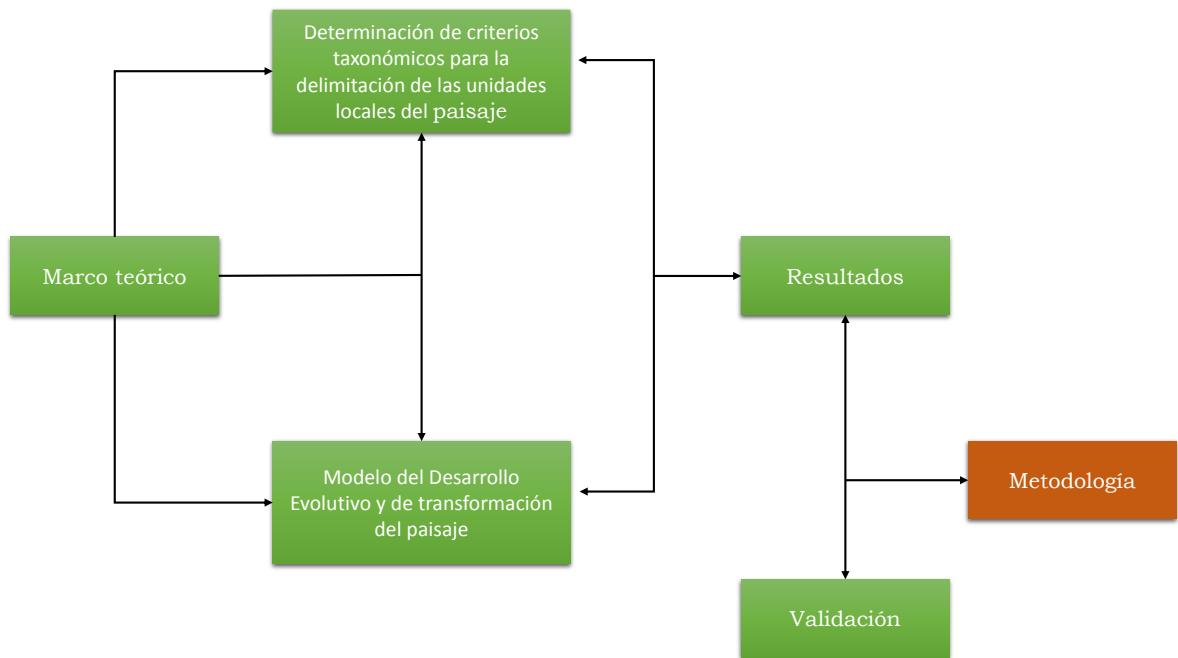 Determinación de criterios
taxonómicos para la
delimitación de las unidades
locales del paisaje
Marco teórico
Resultados
Modelo del Desarrollo
Evolutivo y de transformación
del paisaje
Metodología
Validación